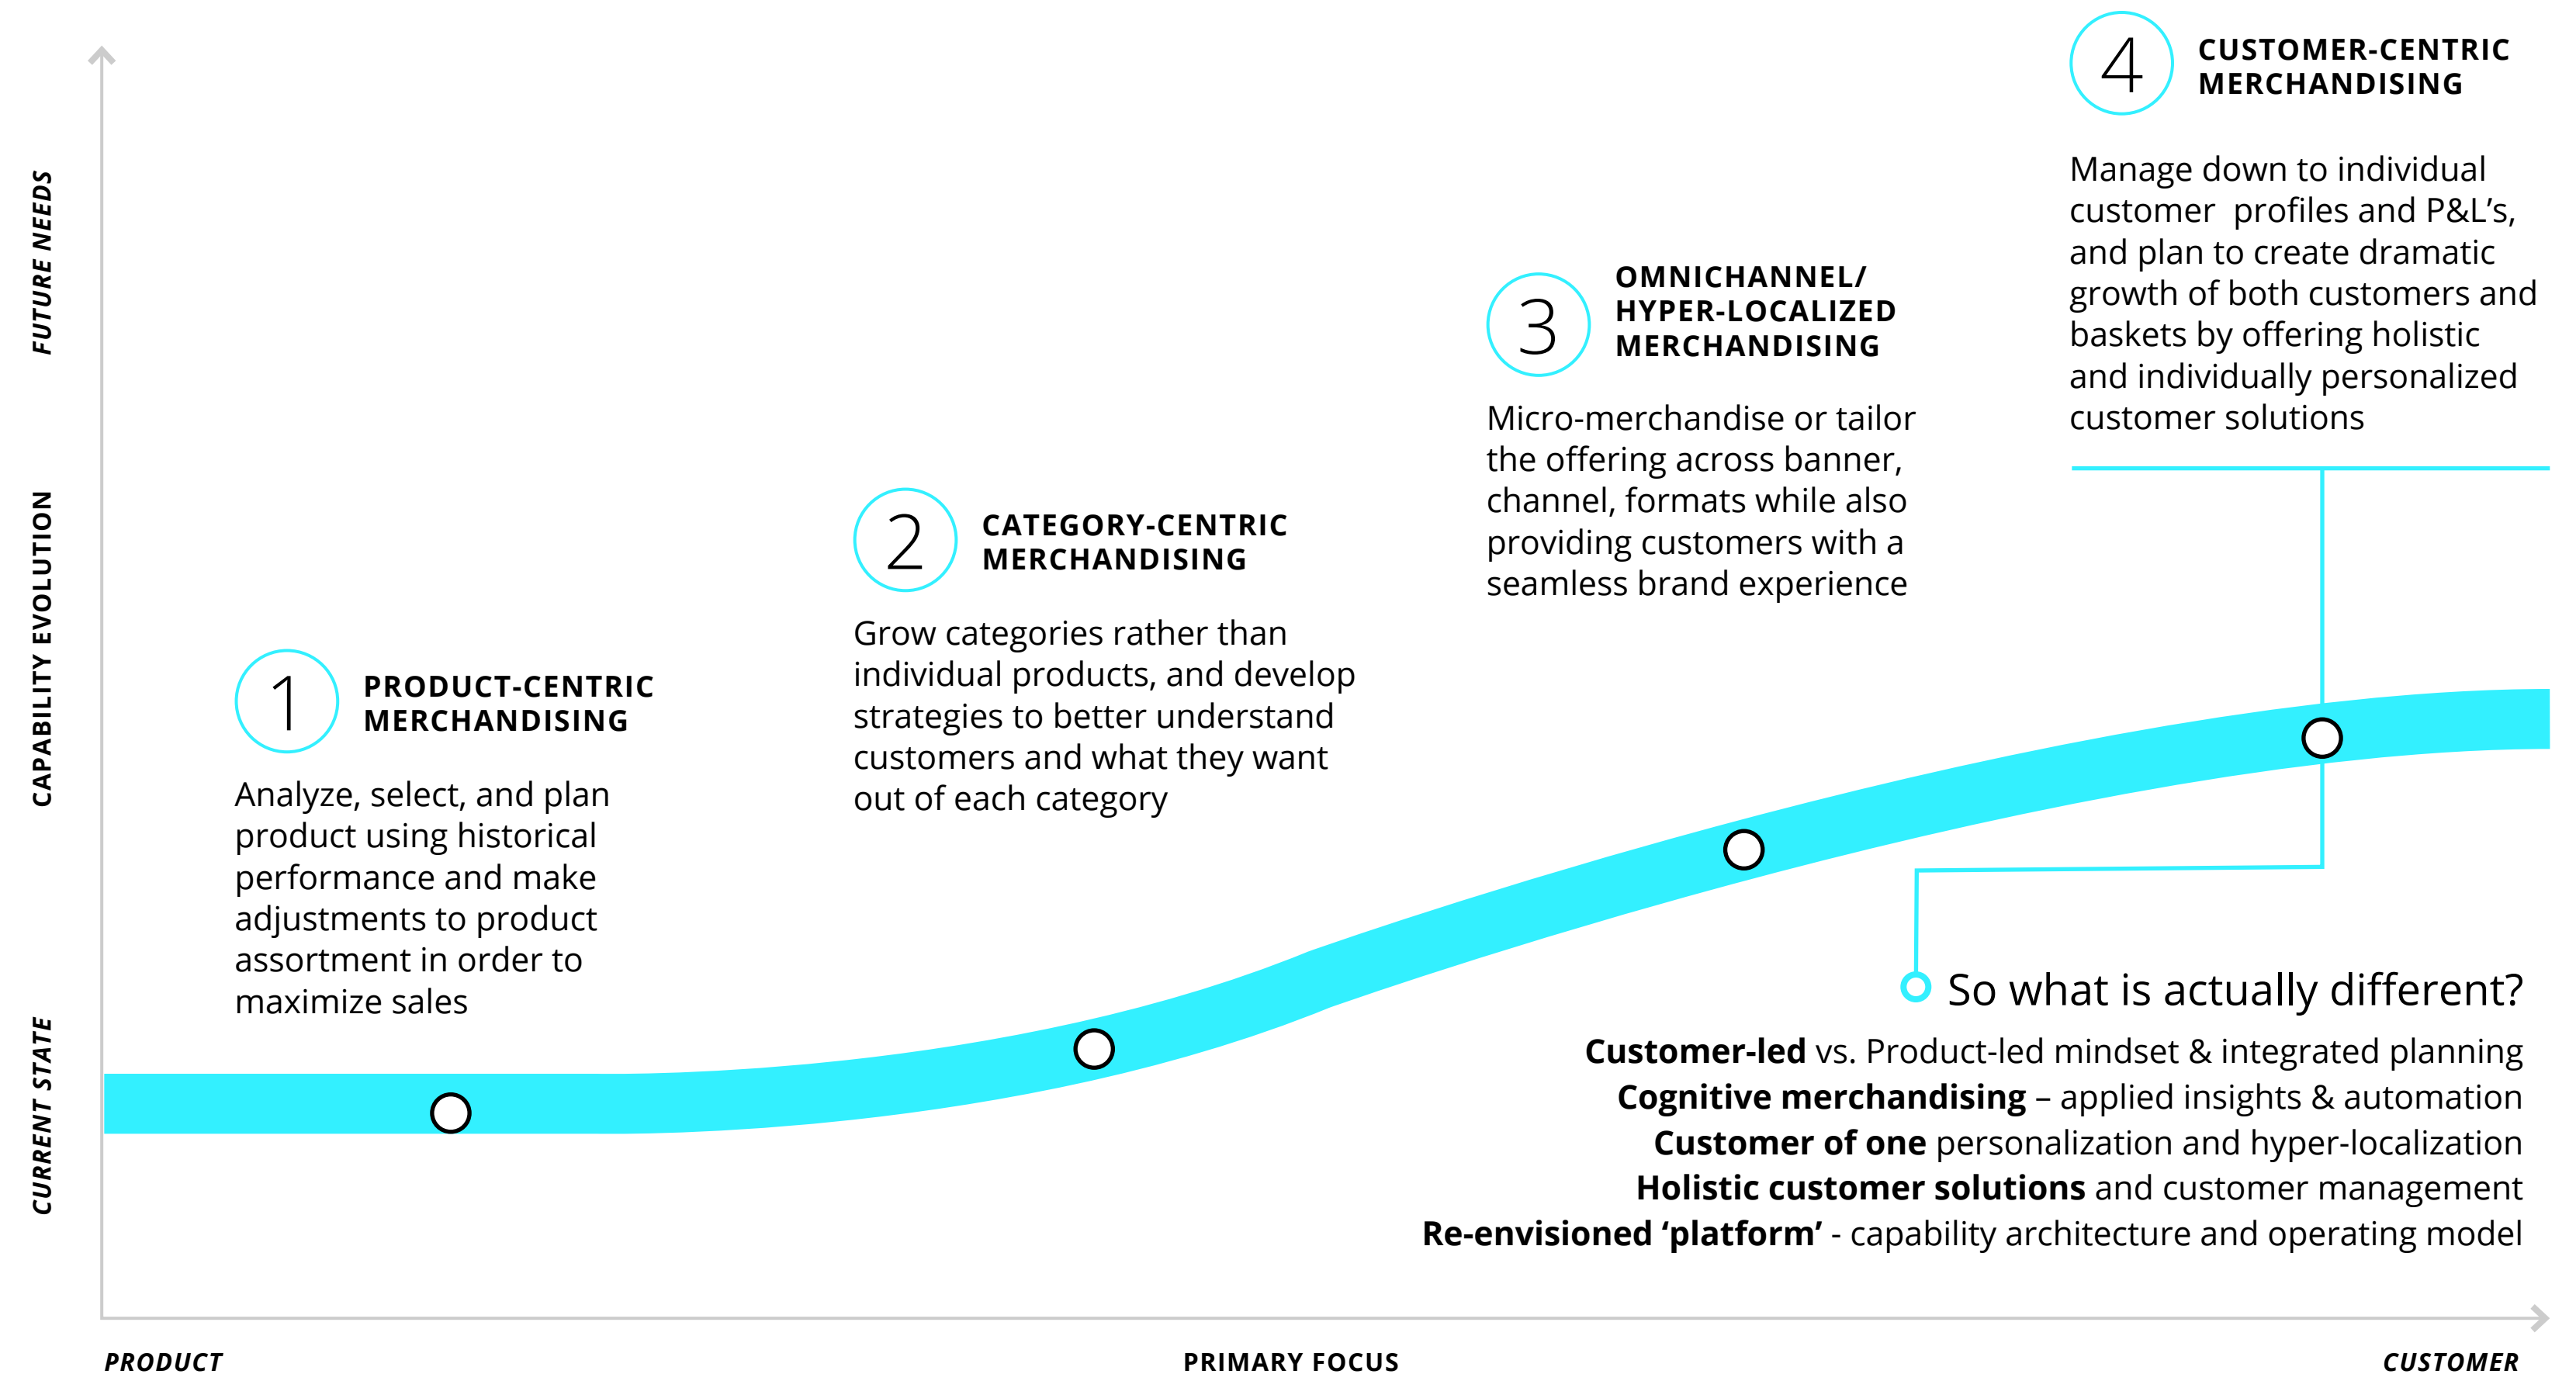 4
CUSTOMER-CENTRIC
MERCHANDISING
Manage down to individual
customer  profiles and P&L’s,
and plan to create dramatic
growth of both customers and
baskets by offering holistic
and individually personalized
customer solutions
3
OMNICHANNEL/
HYPER-LOCALIZED
MERCHANDISING
Micro-merchandise or tailor
the offering across banner,
channel, formats while also
providing customers with a
seamless brand experience
2
CATEGORY-CENTRIC
MERCHANDISING
Grow categories rather than
individual products, and develop
strategies to better understand
customers and what they want
out of each category
1
PRODUCT-CENTRIC
MERCHANDISING
Analyze, select, and plan
product using historical
performance and make
adjustments to product
assortment in order to
maximize sales
FUTURE NEEDS
CAPABILITY EVOLUTION
CURRENT STATE
So what is actually different?
Customer-led vs. Product-led mindset & integrated planning
Cognitive merchandising – applied insights & automation
Customer of one personalization and hyper-localization
Holistic customer solutions and customer management
Re-envisioned ‘platform’ - capability architecture and operating model
PRODUCT
PRIMARY FOCUS
CUSTOMER